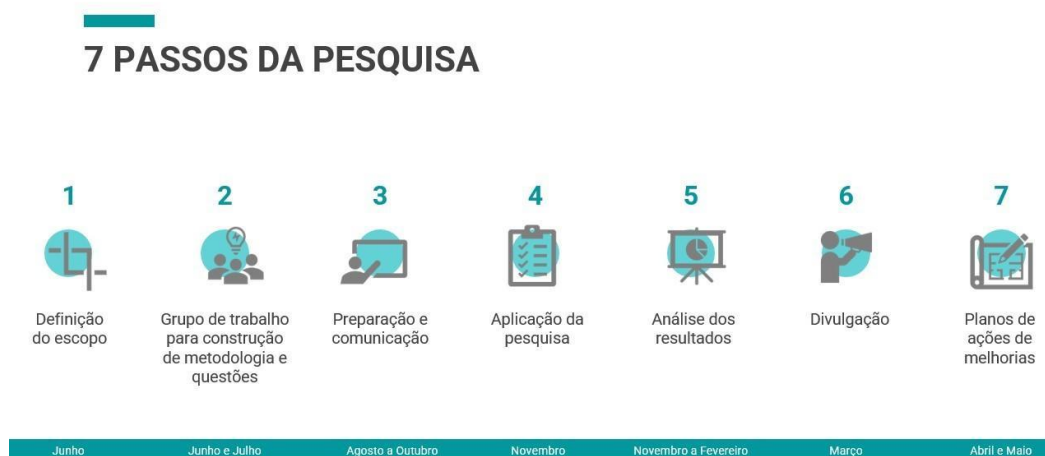 7 PASSOS DA PESQUISA
1
2
3
4
5
6
7
Definição
do escopo
Grupo de trabalho
para construção
de metodologia e
questões
Preparação e
comunicação
Aplicação da
pesquisa
Análise dos
resultados
Divulgação
Planos de
ações de
melhorias
Junho
Junho e Julho
Agosto a Outubro
Novembro
Novembro a Fevereiro
Março
Abril e Maio